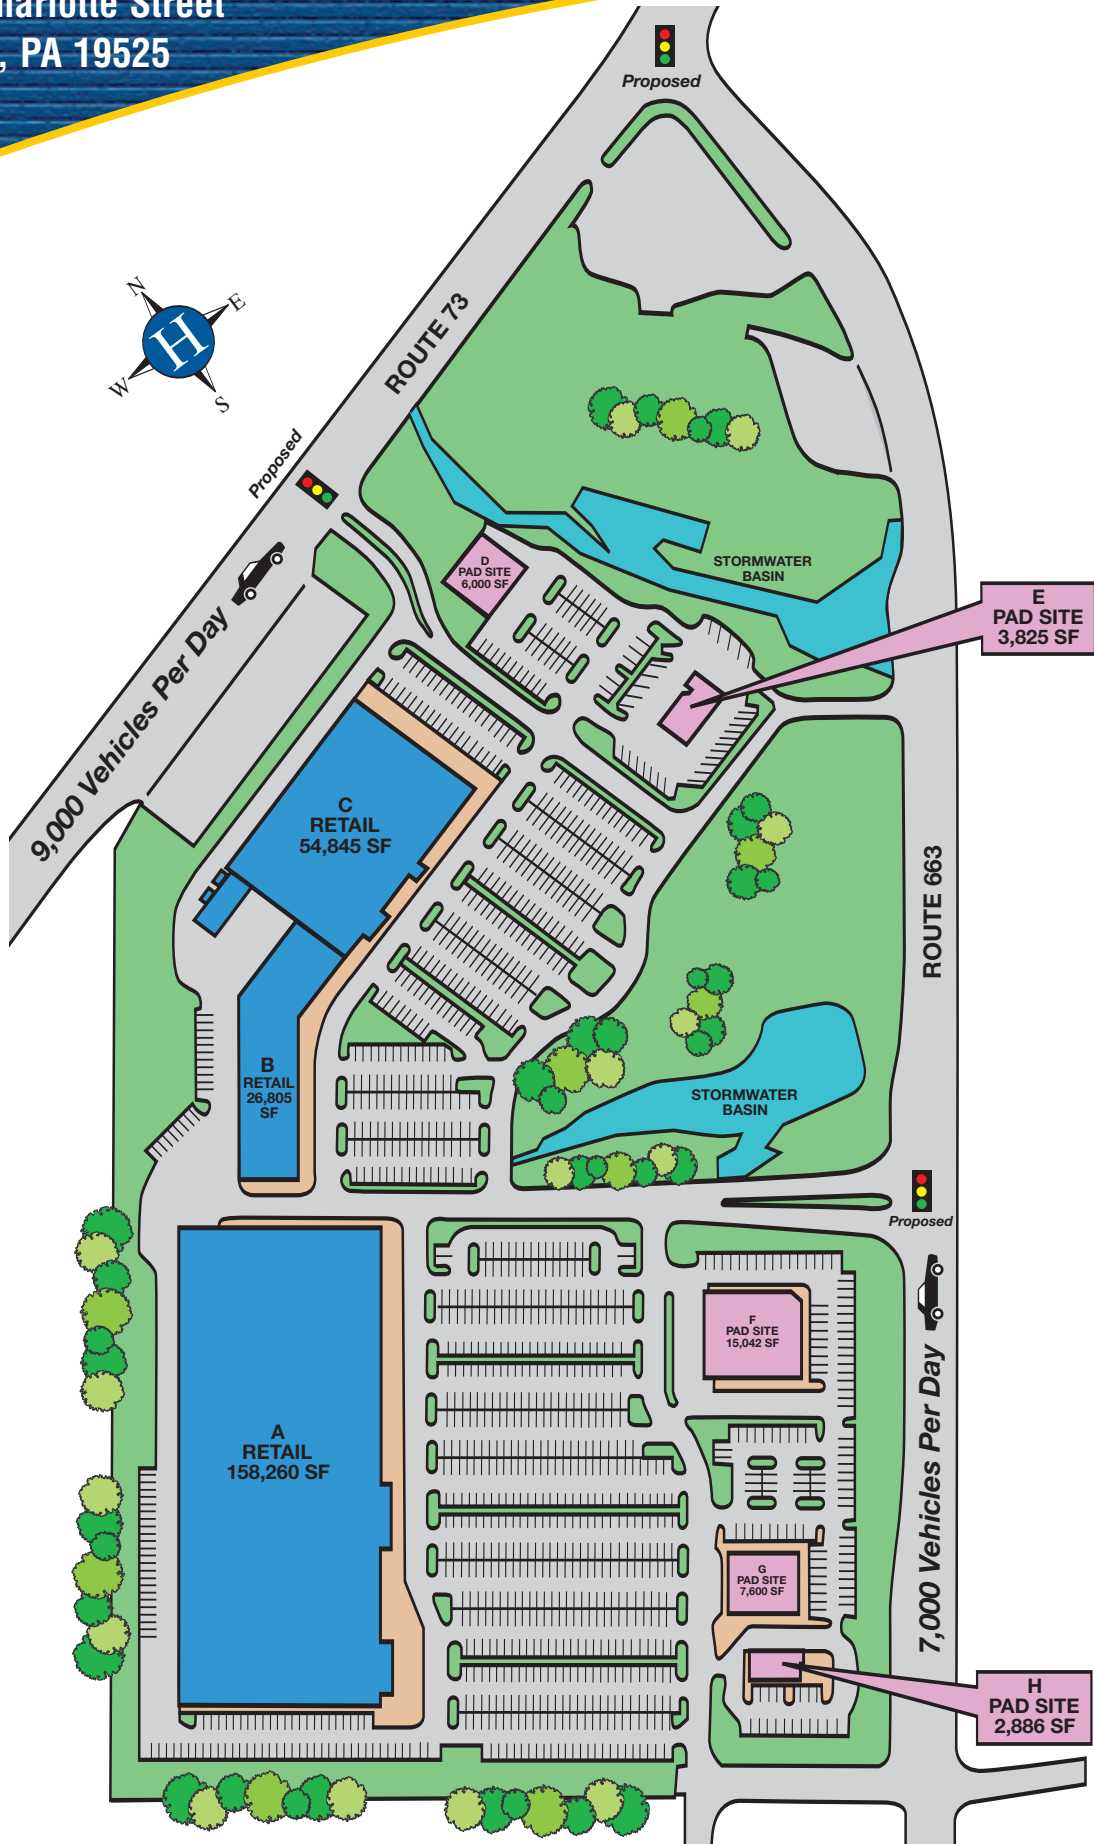 , PA 19525
Proposed
N
E
H
W
S
ROUTE 73
Proposed
9,000 Vehicles Per Day
D
PAD SITE
6,000 SF
STORMWATER
BASIN
E
PAD SITE
3,825 SF
C
RETAIL
54,845 SF
ROUTE 663
B
RETAIL
26,805
SF
STORMWATER
BASIN
Proposed
F
PAD SITE
15,042 SF
7,000 Vehicles Per Day
A
RETAIL
158,260 SF
G
PAD SITE
7,600 SF
H
PAD SITE
2,886 SF